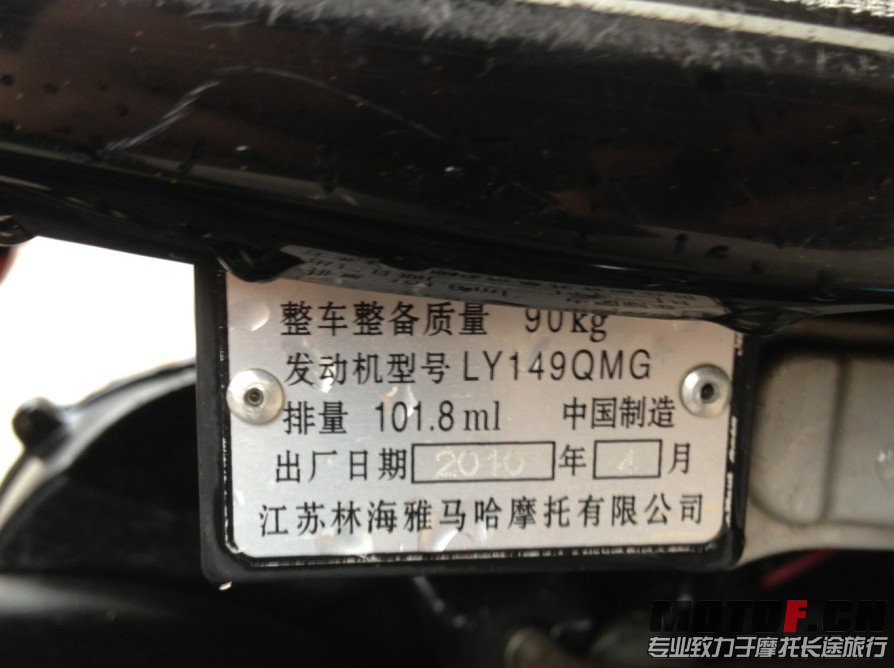 整车整备质量 90kg
发动机型号 LY149QMG
排量 101.8ml 中国制造
出厂日期 2010 年 4 月
江苏林海雅马哈摩托有限公司
MOTOF.CN
专业致力于摩托长途旅行